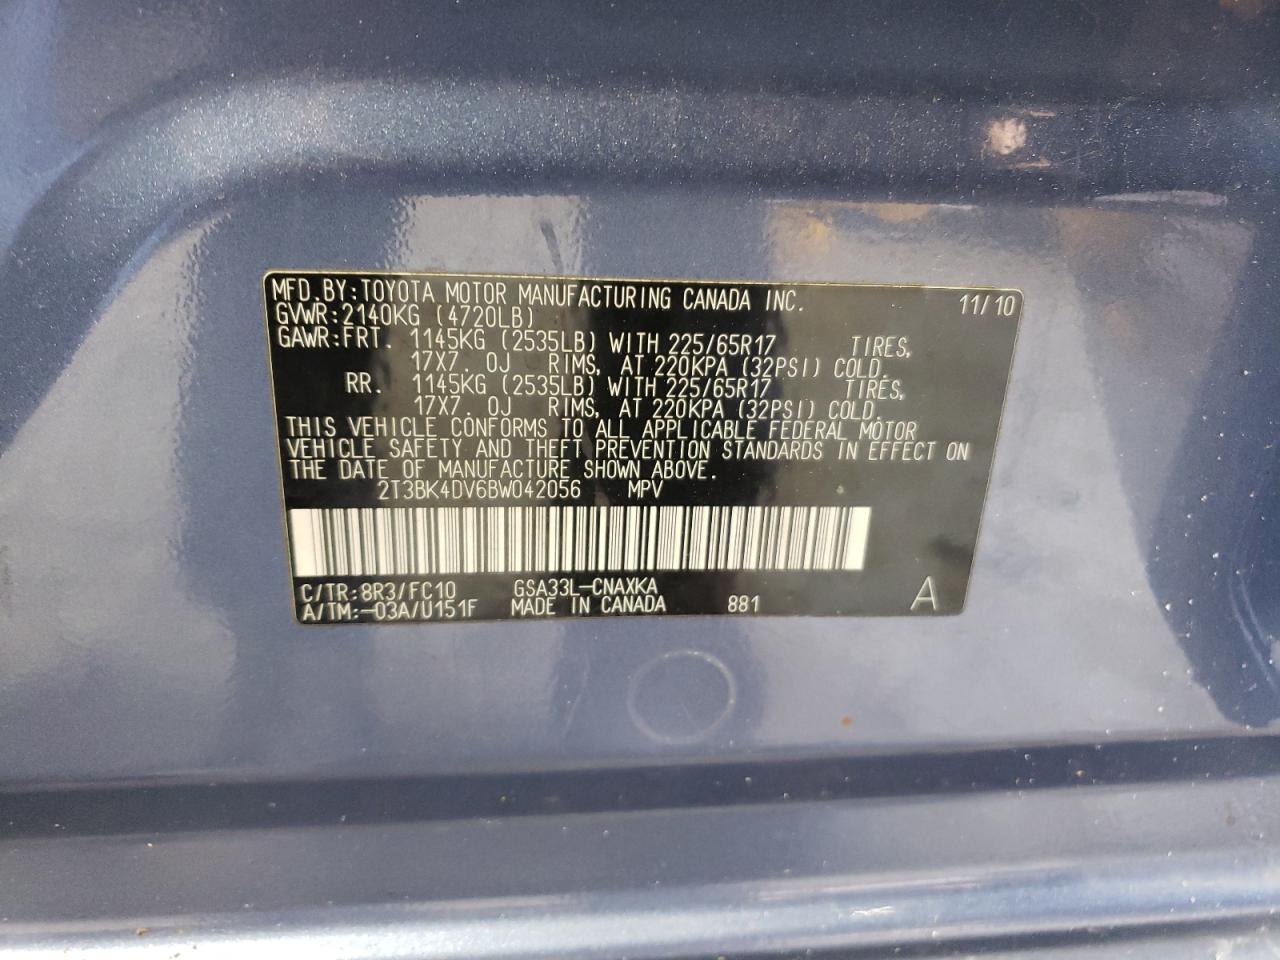 MFD.BY:TOYOTA MOTOR MANUFACTURING CANADA INC. 11/10
GVWR:2140KG (4720LB)
GAWR:FRT. 1145KG (2535LB) WITH 225/65R17 TIRES,
17X7. 0J RIMS, AT 220KPA (32PSI) COLD.
RR. 1145KG (2535LB) WITH 225/65R17 TIRES,
17X7. 0J RIMS, AT 220KPA (32PSI) COLD.
THIS VEHICLE CONFORMS TO ALL APPLICABLE FEDERAL MOTOR
VEHICLE SAFETY AND THEFT PREVENTION STANDARDS IN EFFECT ON
THE DATE OF MANUFACTURE SHOWN ABOVE.
2T3BK4DV6BW042056 MPV
C/TR:8R3/FC10 GSA33L-CNAXKA
A/TM:-03A/U151F MADE IN CANADA 881 A